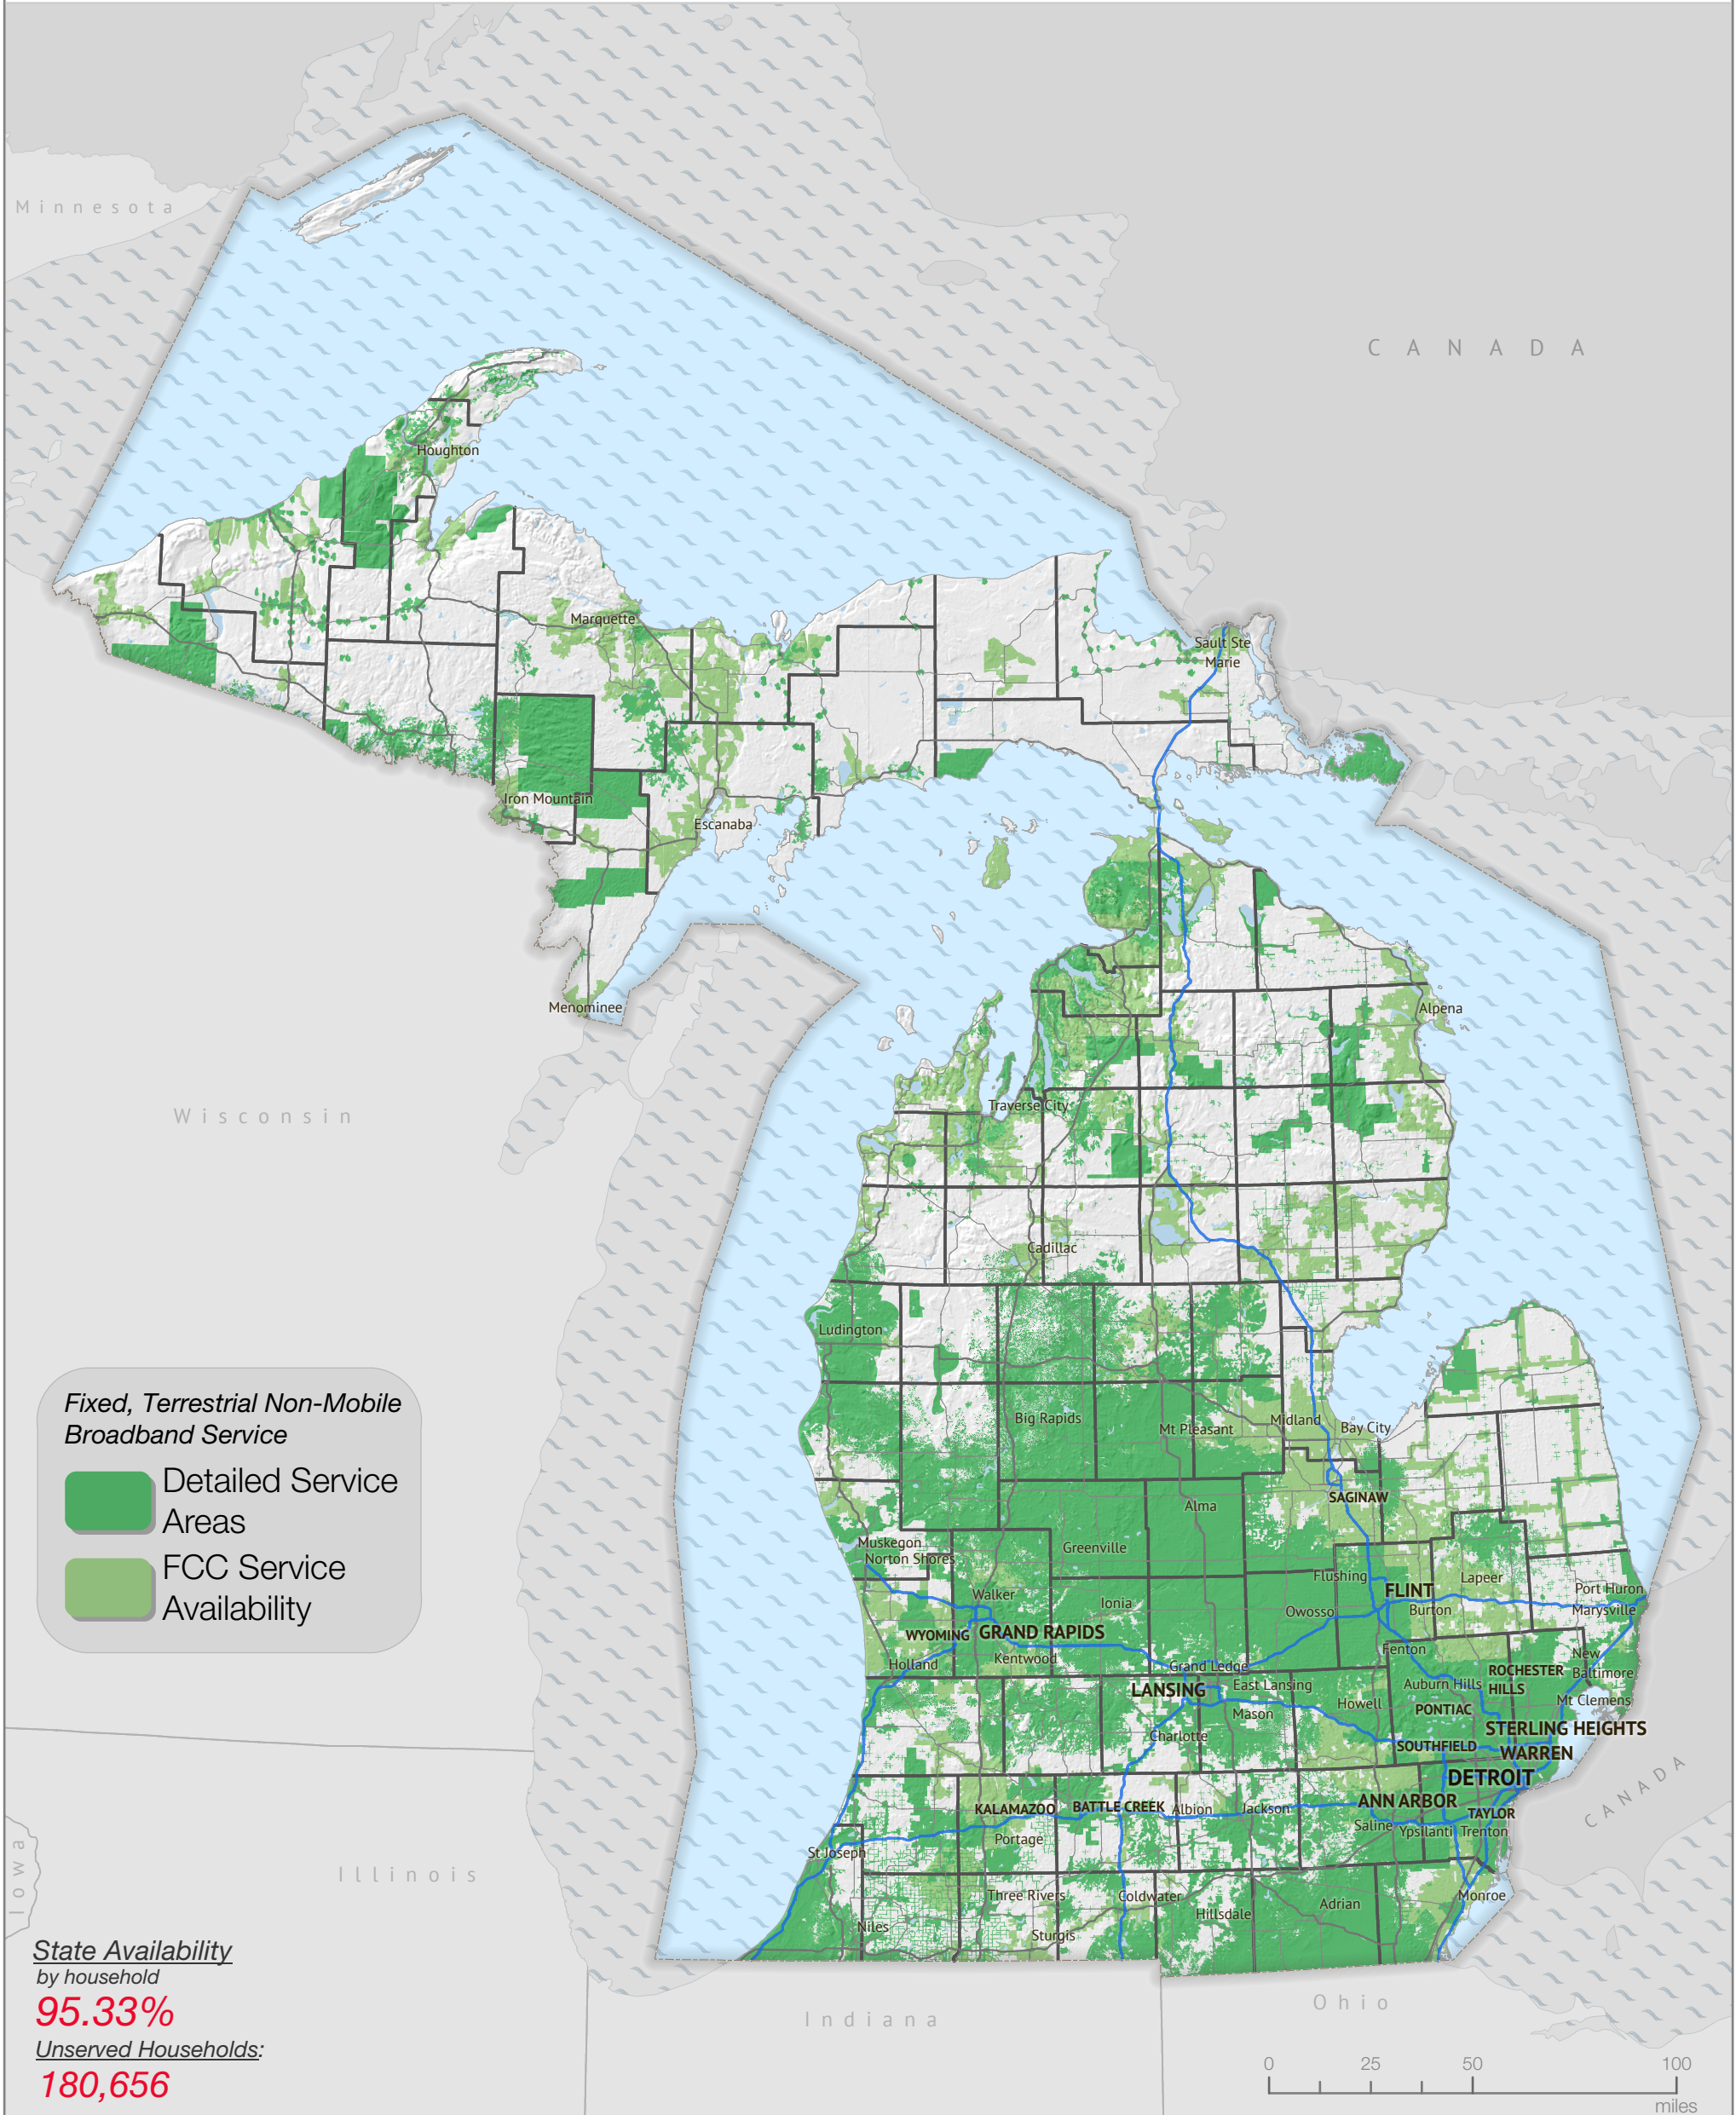 Minnesota
CANADA
Houghton
Marquette
Sault Ste
Marie
Iron Mountain
Escanaba
Menominee
Alpena
Wisconsin
Traverse City
Cadillac
Ludington
Big Rapids
Mt Pleasant
Midland
Bay City
SAGINAW
Alma
Muskegon
Norton Shores
Greenville
Flushing
FLINT
Lapeer
Port Huron
Walker
Ionia
Owosso
Burton
Marysville
WYOMING
GRAND RAPIDS
Holland
Kentwood
Grand Ledge
Fenton
New
Baltimore
ROCHESTER
HILLS
LANSING
East Lansing
Auburn Hills
Howell
Mason
PONTIAC
Mt Clemens
Charlotte
STERLING HEIGHTS
SOUTHFIELD
WARREN
DETROIT
KALAMAZOO
BATTLE CREEK
Albion
Jackson
ANN ARBOR
TAYLOR
Portage
Saline
Ypsilanti
Trenton
CANADA
St Joseph
Three Rivers
Coldwater
Hillsdale
Adrian
Monroe
Niles
Sturgis
Iowa
Illinois
Indiana
Ohio
Fixed, Terrestrial Non-Mobile
Broadband Service
Detailed Service
Areas
FCC Service
Availability
State Availability
by household
95.33%
Unserved Households:
180,656
0 25 50 100
miles